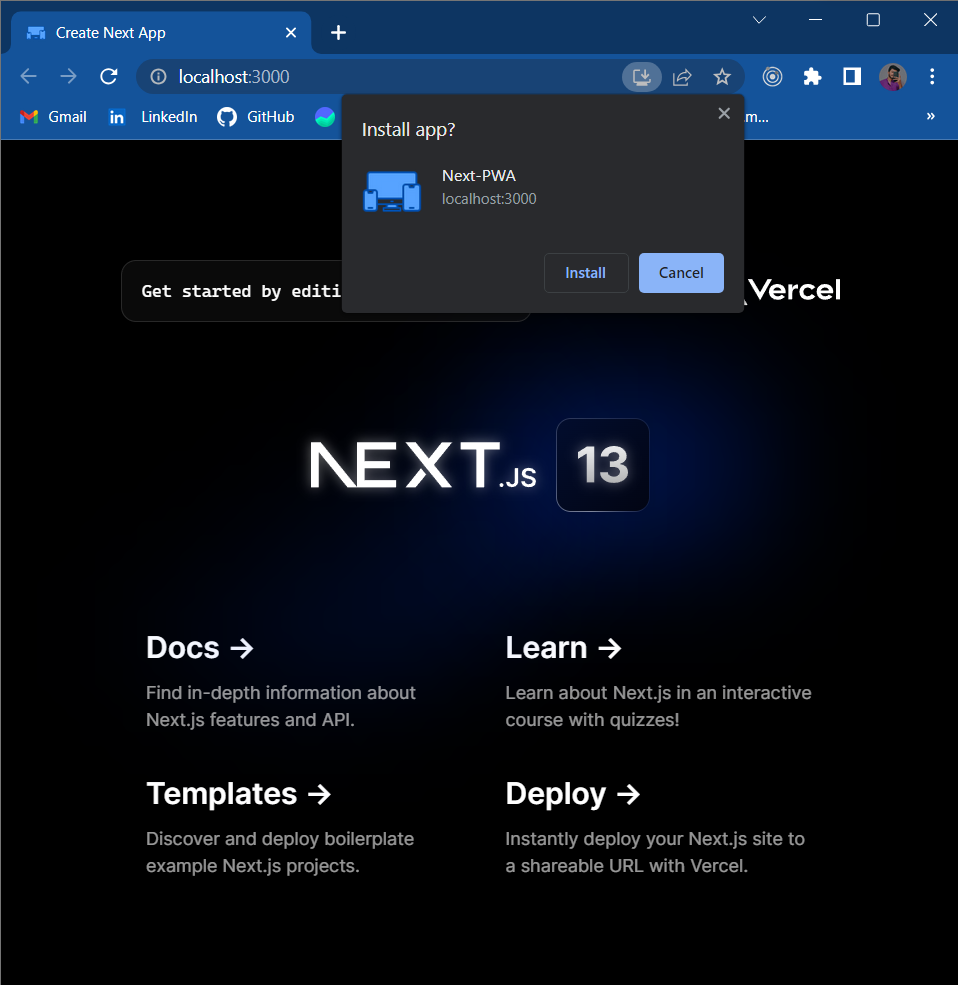 Create Next App
localhost:3000
Gmail
LinkedIn
GitHub
m...
»
Install app?
Next-PWA
localhost:3000
Install
Cancel
Get started by editi
Vercel
NEXT.JS 13
Docs →
Find in-depth information about
Next.js features and API.
Learn →
Learn about Next.js in an interactive
course with quizzes!
Templates →
Discover and deploy boilerplate
example Next.js projects.
Deploy →
Instantly deploy your Next.js site to
a shareable URL with Vercel.